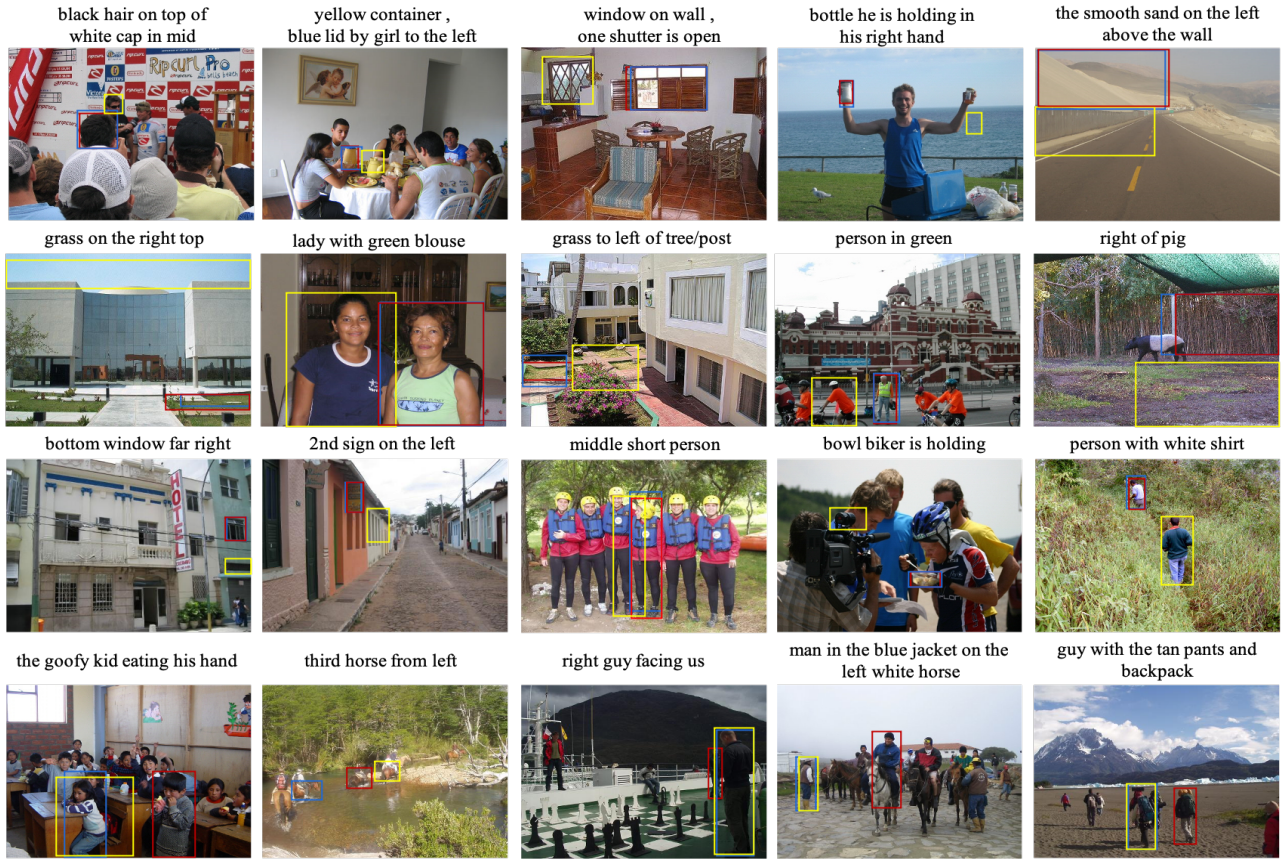 black hair on top of
white cap in mid
yellow container ,
blue lid by girl to the left
window on wall ,
one shutter is open
bottle he is holding in
his right hand
the smooth sand on the left
above the wall
Rip curl Pro
bells beach
grass on the right top
lady with green blouse
grass to left of tree/post
person in green
right of pig
bottom window far right
2nd sign on the left
middle short person
bowl biker is holding
person with white shirt
HOTEL
the goofy kid eating his hand
third horse from left
right guy facing us
man in the blue jacket on the
left white horse
guy with the tan pants and
backpack